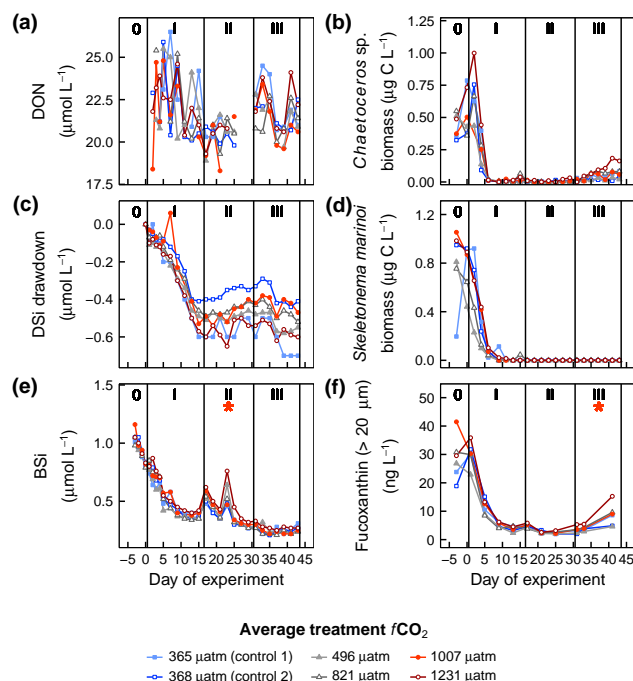 (a) 0 I II III
DON
(µmol L⁻¹)
25.0
22.5
20.0
17.5
(b) 0 I II III
Chaetoceros sp.
biomass (µg C L⁻¹)
1.25
1.00
0.75
0.50
0.25
0.00
(c) 0 I II III
DSi drawdown
(µmol L⁻¹)
0.0
−0.2
−0.4
−0.6
(d) 0 I II III
Skeletonema marinoi
biomass (µg C L⁻¹)
1.2
0.8
0.4
0.0
(e) 0 I II III
*
BSi
(µmol L⁻¹)
1.5
1.0
0.5
−5 0 5 10 15 20 25 30 35 40 45
Day of experiment
(f) 0 I II III
*
Fucoxanthin (> 20 µm)
(ng L⁻¹)
50
40
30
20
10
0
−5 0 5 10 15 20 25 30 35 40 45
Day of experiment
Average treatment fCO₂
365 µatm (control 1) 496 µatm 1007 µatm
368 µatm (control 2) 821 µatm 1231 µatm